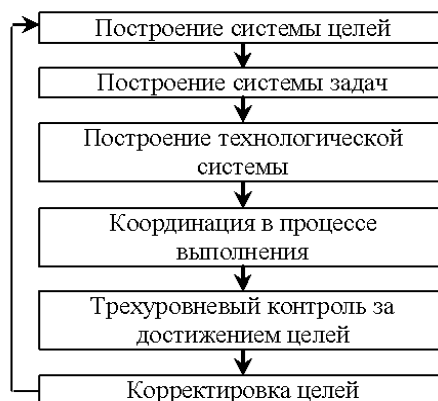 Построение системы целей
Построение системы задач
Построение технологической
системы
Координация в процессе
выполнения
Трехуровневый контроль за
достижением целей
Корректировка целей